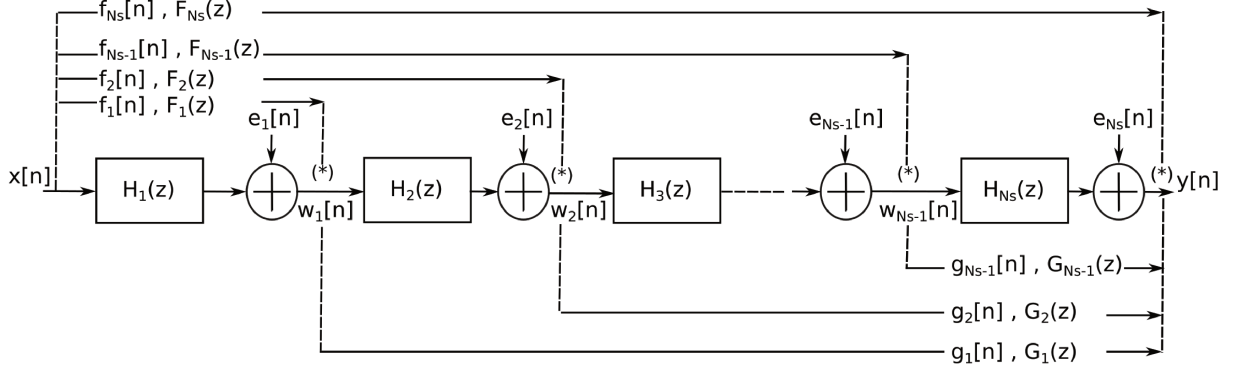 f_Ns[n] , F_Ns(z)
f_Ns-1[n] , F_Ns-1(z)
f_2[n] , F_2(z)
f_1[n] , F_1(z)
e_1[n] e_2[n] e_Ns-1[n] e_Ns[n]
(*) (*) (*) (*)
x[n] H_1(z) H_2(z) H_3(z) H_Ns(z) y[n]
w_1[n] w_2[n] w_Ns-1[n]
g_Ns-1[n] , G_Ns-1(z)
g_2[n] , G_2(z)
g_1[n] , G_1(z)